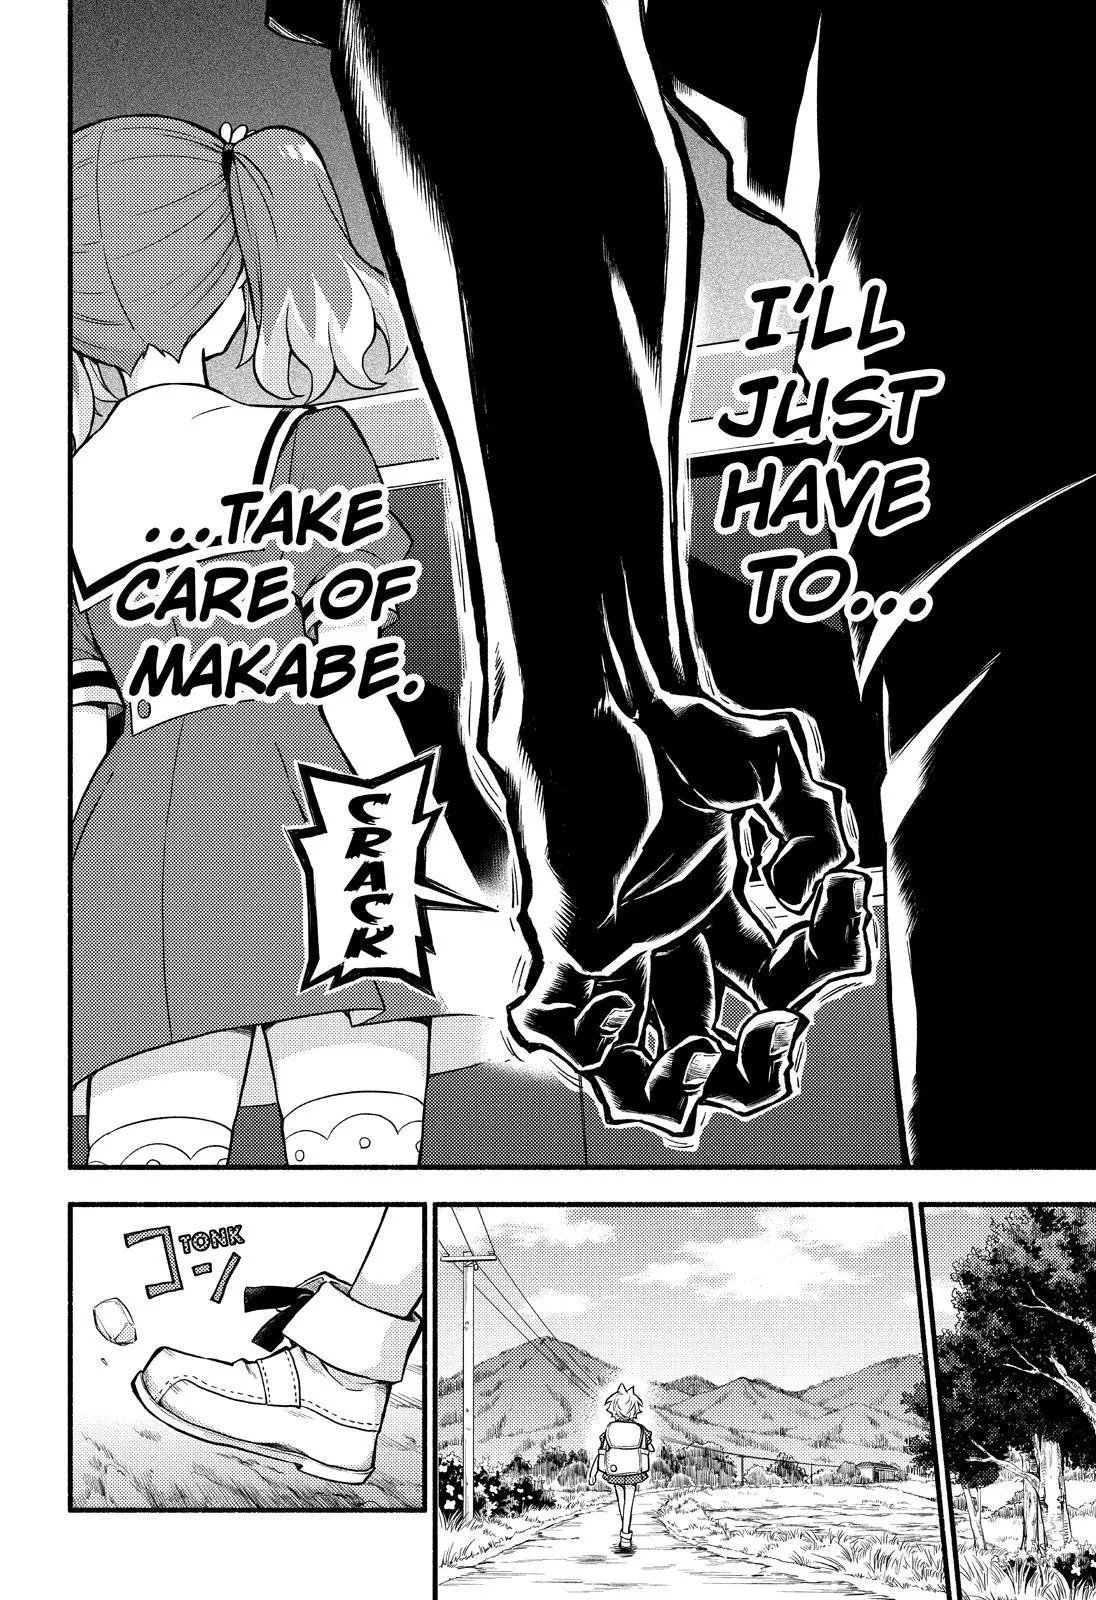 I'LL
JUST
HAVE
TO...
...TAKE
CARE OF
MAKABE.
CRACK
TONK
コーン